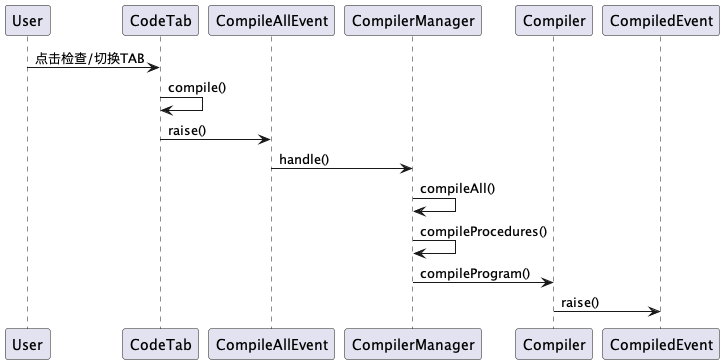 User CodeTab CompileAllEvent CompilerManager Compiler CompiledEvent
点击检查/切换TAB
compile()
raise()
handle()
compileAll()
compileProcedures()
compileProgram()
raise()
User CodeTab CompileAllEvent CompilerManager Compiler CompiledEvent